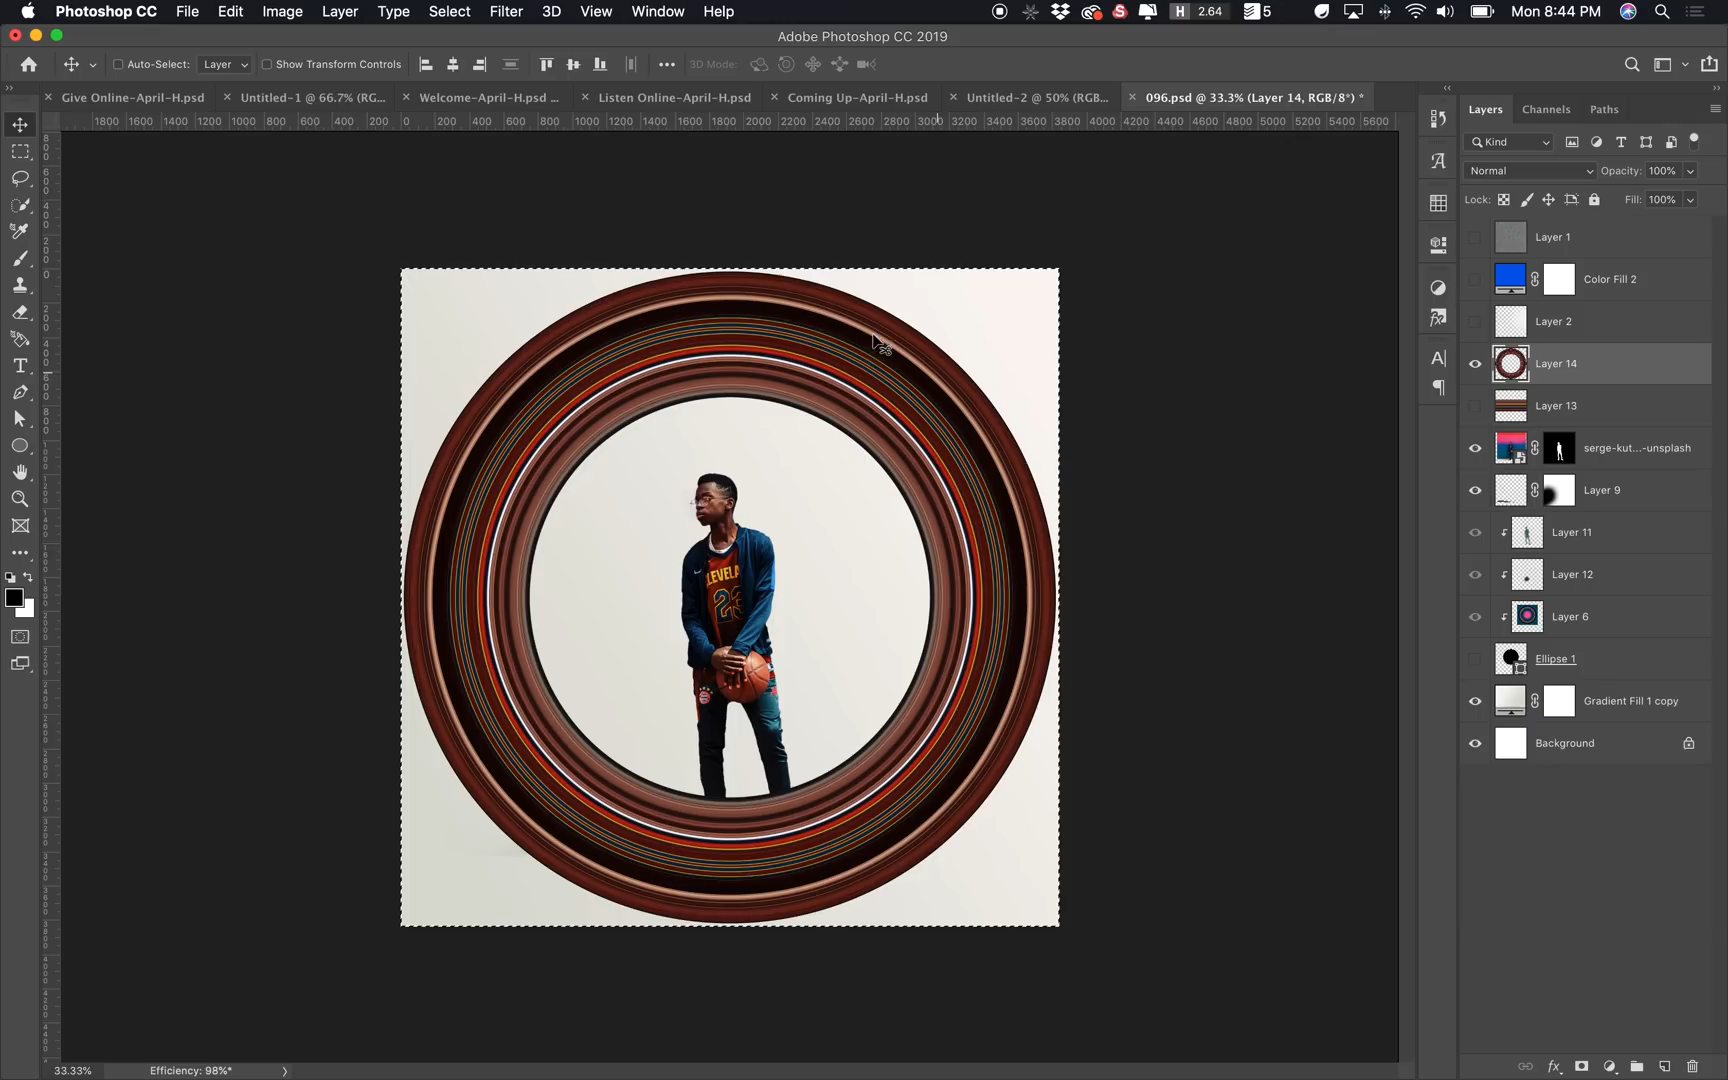 Photoshop CC File Edit Image Layer Type Select Filter 3D View Window Help H 2.64 5 Mon 8:44 PM
Adobe Photoshop CC 2019
Auto-Select: Layer Show Transform Controls ... 3D Mode:
Give Online-April-H.psd Untitled-1 @ 66.7% (RG... Welcome-April-H.psd ... Listen Online-April-H.psd Coming Up-April-H.psd Untitled-2 @ 50% (RGB... 096.psd @ 33.3% (Layer 14, RGB/8*) *
1800 1600 1400 1200 1000 800 600 400 200 0 200 400 600 800 1000 1200 1400 1600 1800 2000 2200 2400 2600 2800 3000 3200 3400 3600 3800 4000 4200 4400 4600 4800 5000 5200 5400 5600
Layers Channels Paths
Kind
Normal Opacity: 100%
Lock: Fill: 100%
Layer 1
Color Fill 2
Layer 2
Layer 14
Layer 13
serge-kut...-unsplash
Layer 9
Layer 11
Layer 12
Layer 6
Ellipse 1
Gradient Fill 1 copy
Background
CLEVELA
23
33.33% Efficiency: 98%*